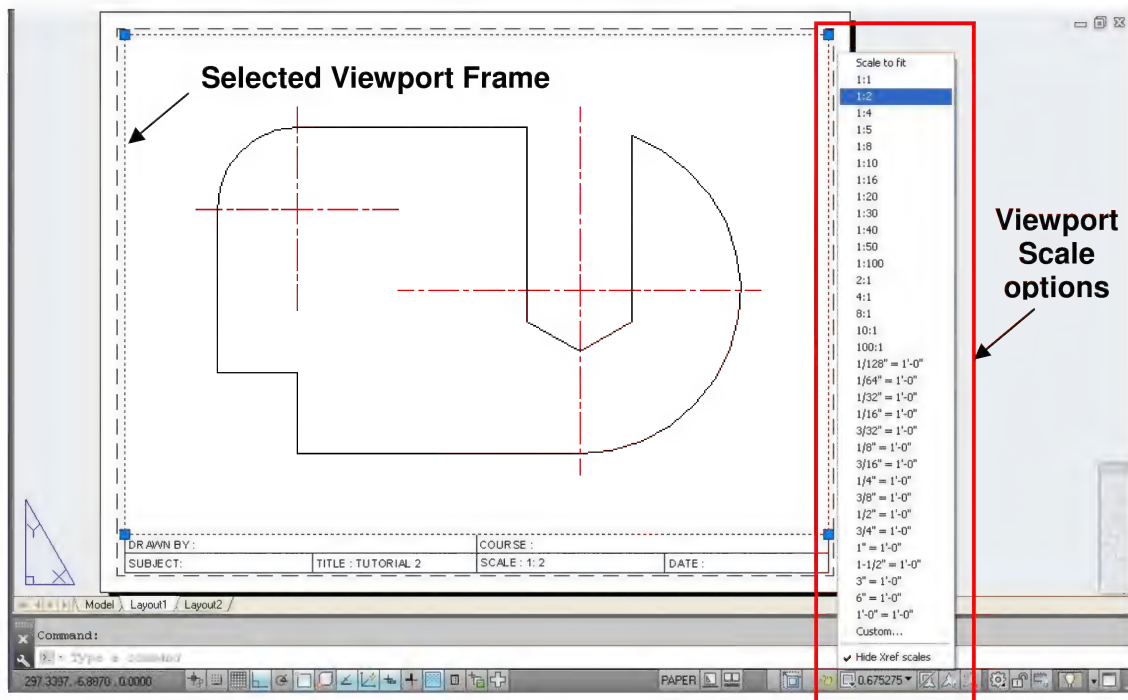 Selected Viewport Frame
Scale to fit
1:1
1:2
1:4
1:5
1:8
1:10
1:16
1:20
1:30
1:40
1:50
1:100
2:1
4:1
8:1
10:1
100:1
1/128" = 1'-0"
1/64" = 1'-0"
1/32" = 1'-0"
1/16" = 1'-0"
3/32" = 1'-0"
1/8" = 1'-0"
3/16" = 1'-0"
1/4" = 1'-0"
3/8" = 1'-0"
1/2" = 1'-0"
3/4" = 1'-0"
1" = 1'-0"
1-1/2" = 1'-0"
3" = 1'-0"
6" = 1'-0"
1'-0" = 1'-0"
Custom...
Hide Xref scales
Viewport
Scale
options
DRAWN BY :
COURSE :
SUBJECT:
TITLE : TUTORIAL 2
SCALE : 1: 2
DATE :
Y
X
Model
Layout1
Layout2
Command:
Type a command
297.3397, -6.8970 , 0.0000
PAPER
0.675275